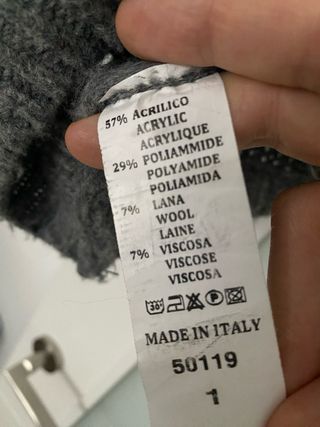 57% ACRILICO
ACRYLIC
ACRYLIQUE
29% POLIAMMIDE
POLYAMIDE
POLIAMIDA
7% LANA
WOOL
LAINE
7% VISCOSA
VISCOSE
VISCOSA
30° P
MADE IN ITALY
50119
1